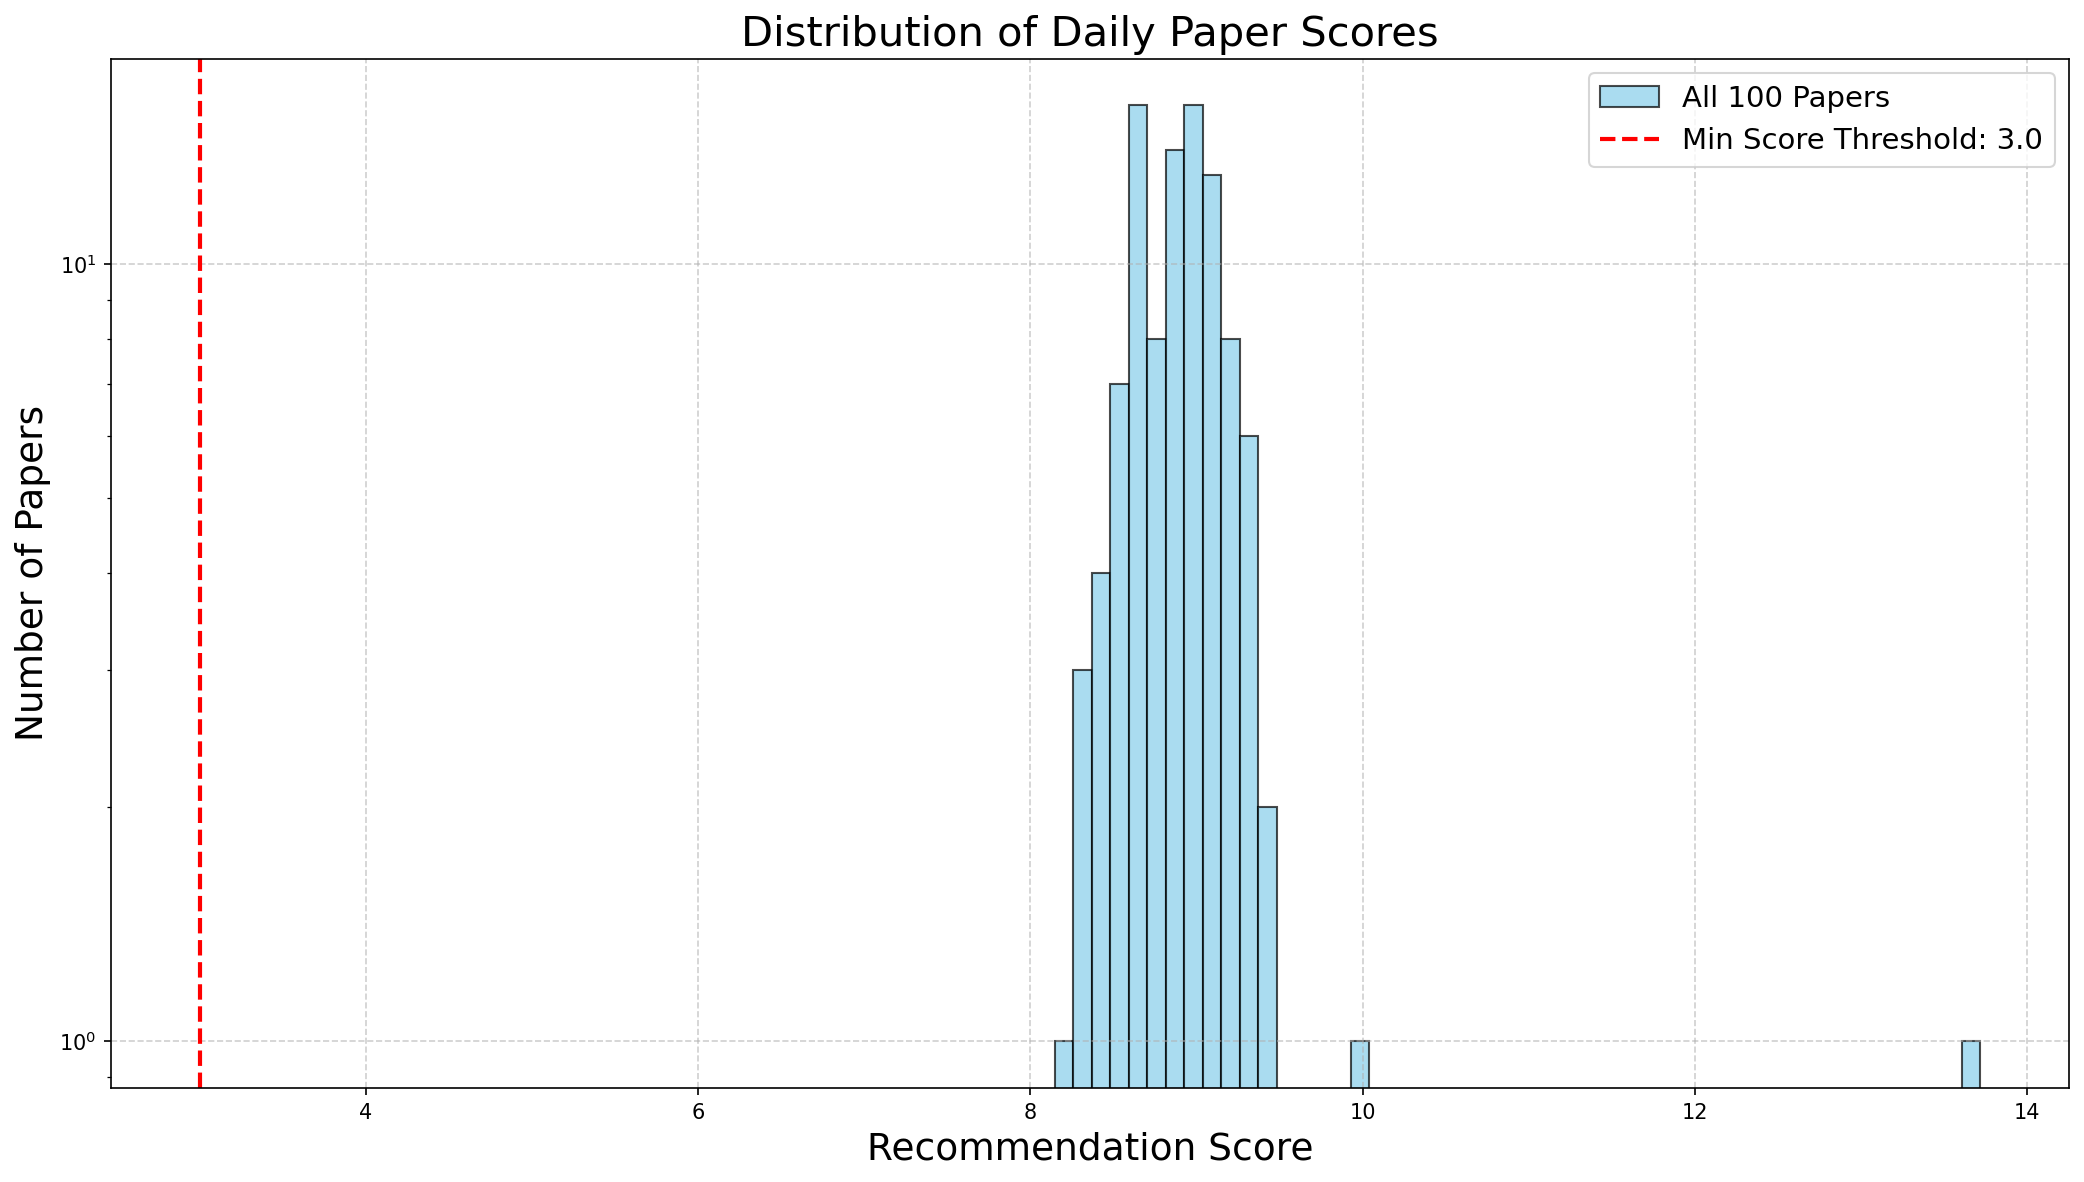 Distribution of Daily Paper Scores
All 100 Papers
Min Score Threshold: 3.0
Number of Papers
10¹
10⁰
4 6 8 10 12 14
Recommendation Score